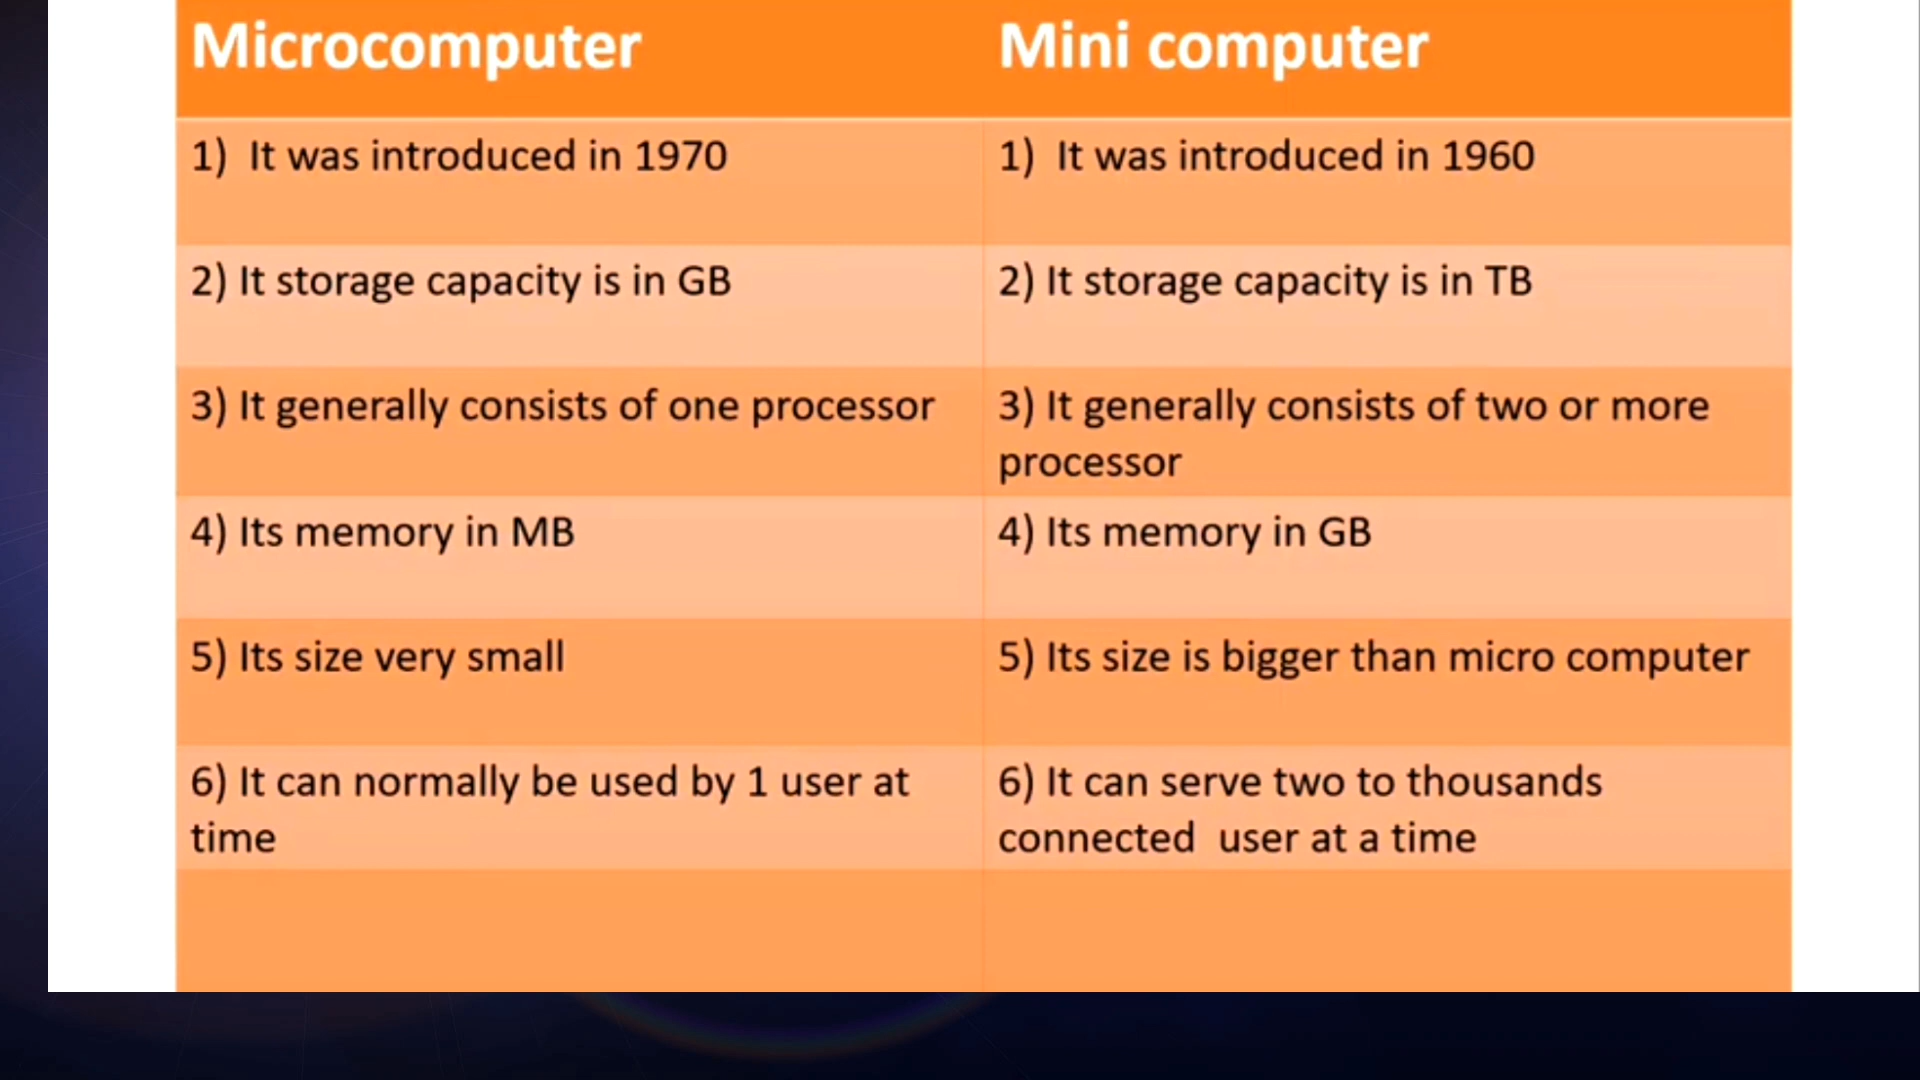 Microcomputer Mini computer
1) It was introduced in 1970 1) It was introduced in 1960
2) It storage capacity is in GB 2) It storage capacity is in TB
3) It generally consists of one processor 3) It generally consists of two or more
processor
4) Its memory in MB 4) Its memory in GB
5) Its size very small 5) Its size is bigger than micro computer
6) It can normally be used by 1 user at
time
6) It can serve two to thousands
connected user at a time